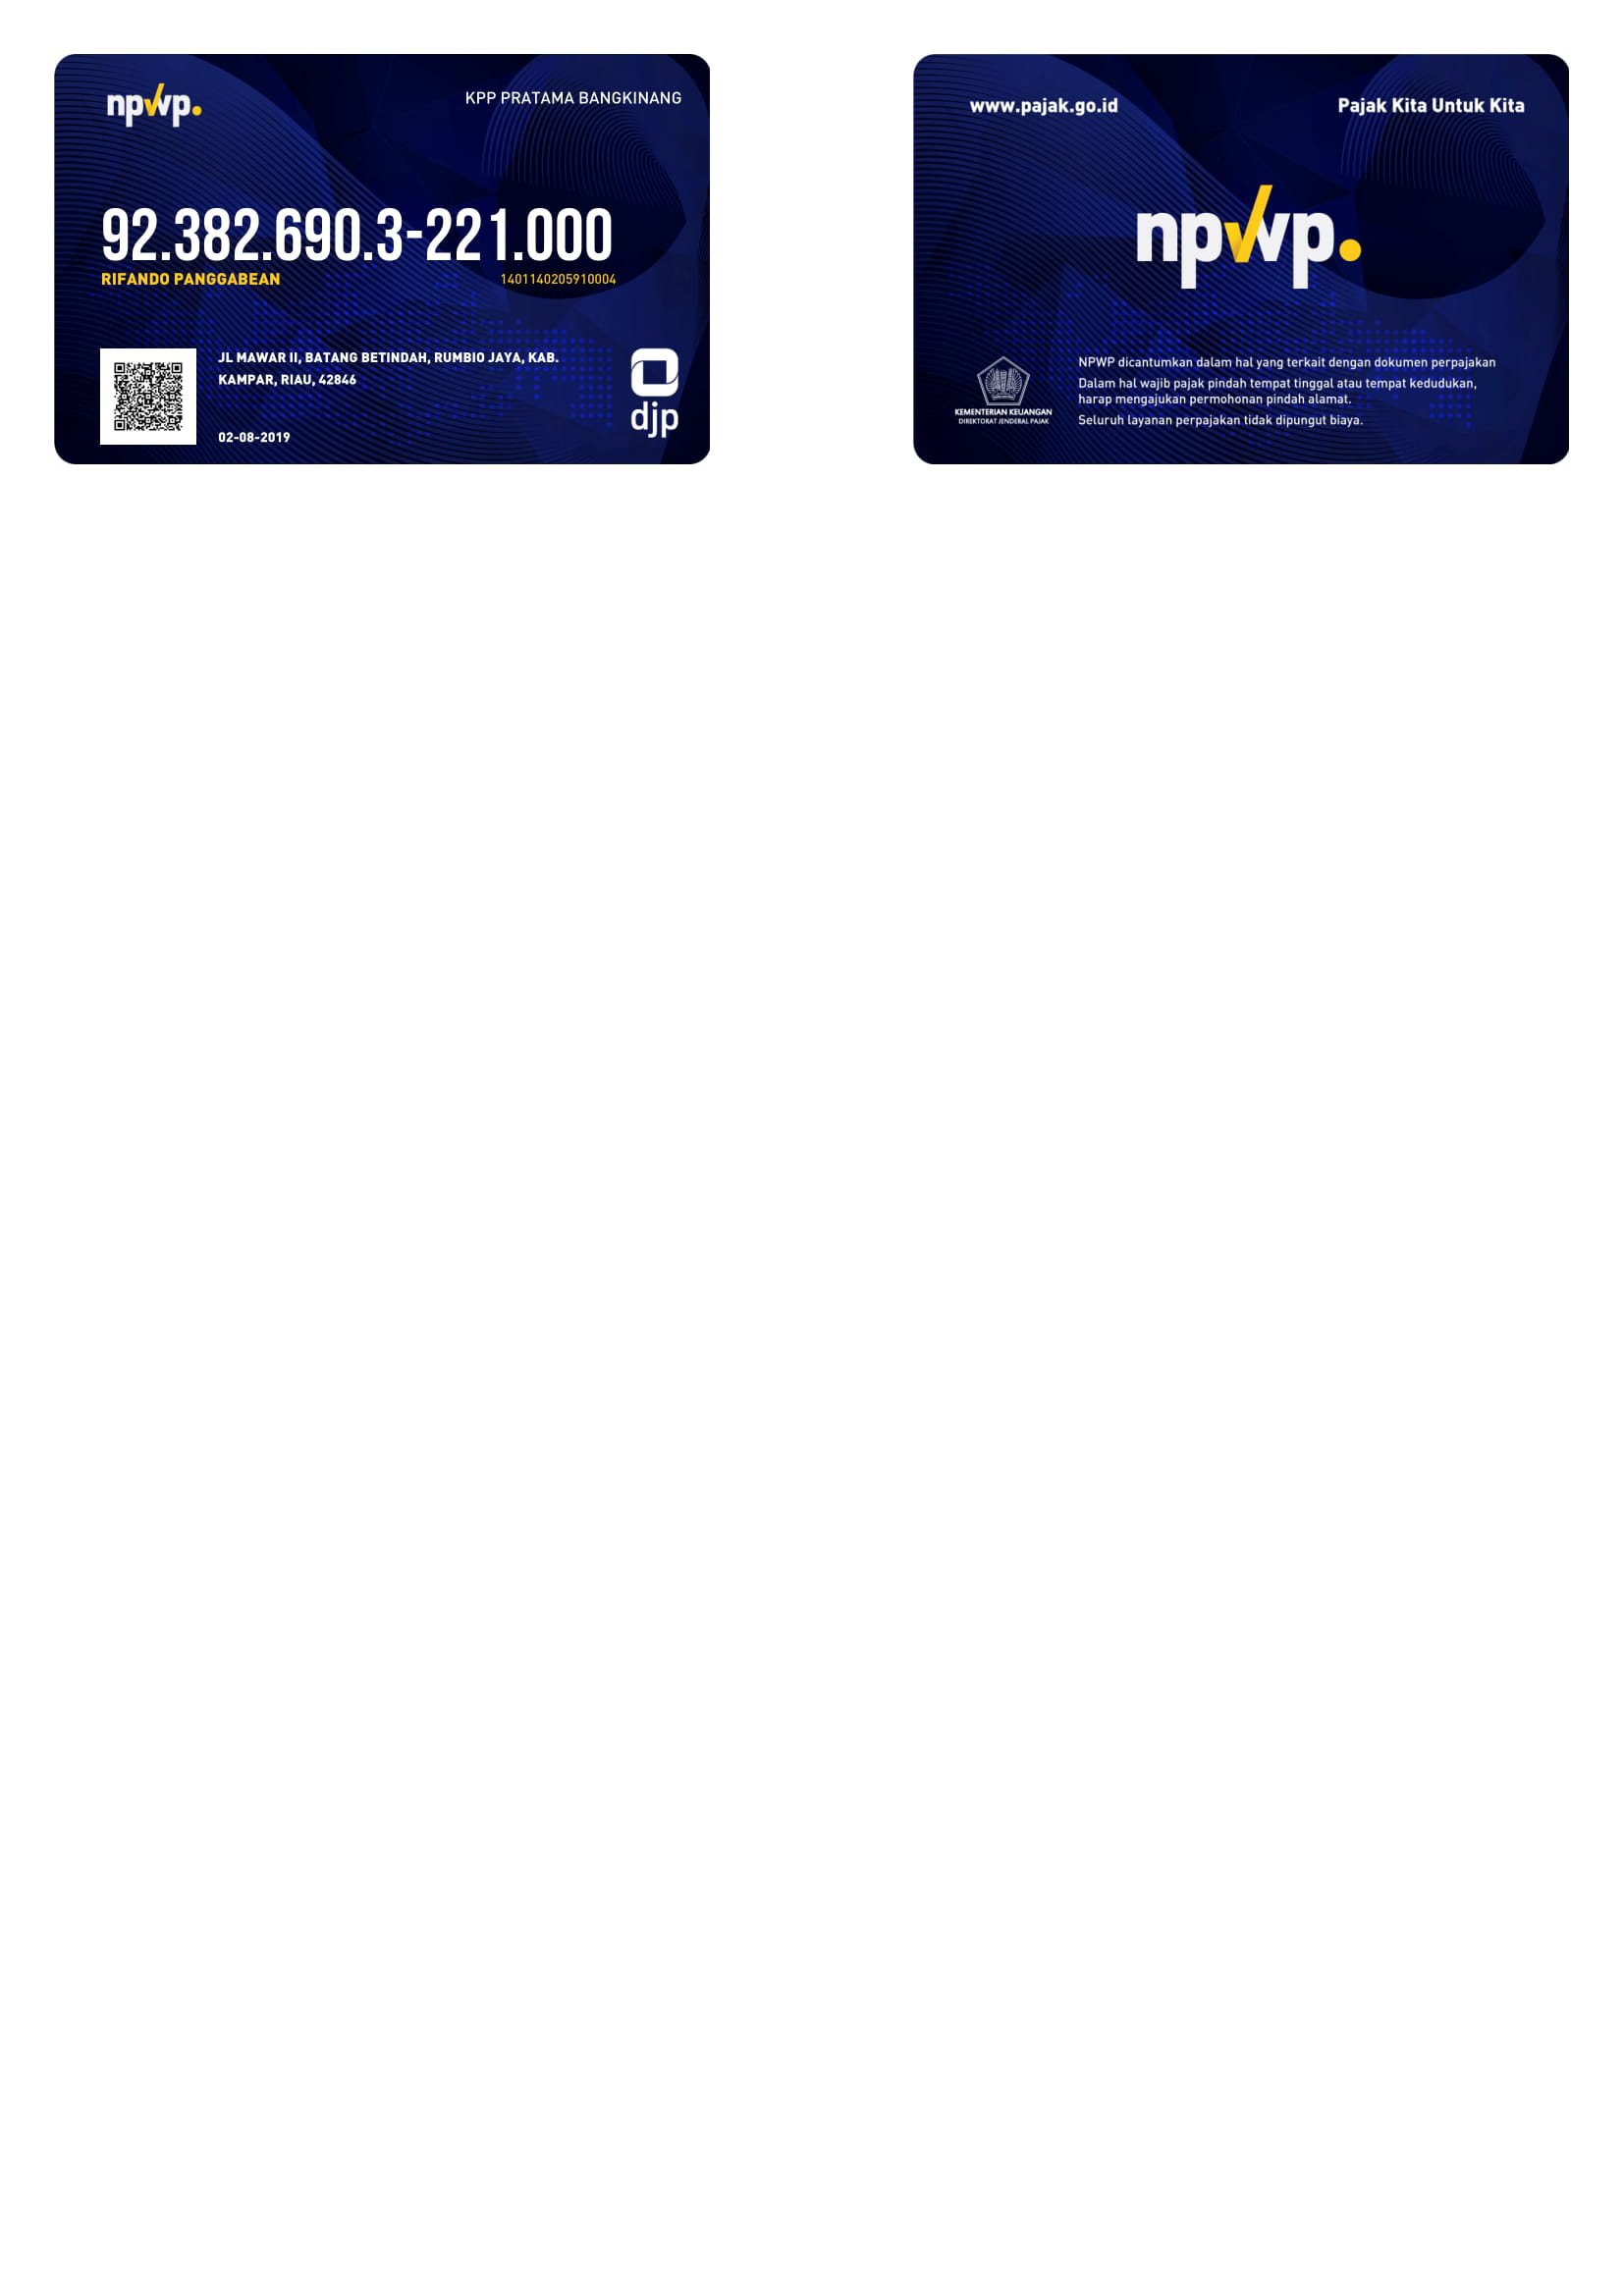 npwp.
KPP PRATAMA BANGKINANG
92.382.690.3-221.000
RIFANDO PANGGABEAN
1401140205910004
JL MAWAR II, BATANG BETINDAH, RUMBIO JAYA, KAB.
KAMPAR, RIAU, 42846
02-08-2019
djp
www.pajak.go.id
Pajak Kita Untuk Kita
npwp.
KEMENTERIAN KEUANGAN
DIREKTORAT JENDERAL PAJAK
NPWP dicantumkan dalam hal yang terkait dengan dokumen perpajakan
Dalam hal wajib pajak pindah tempat tinggal atau tempat kedudukan,
harap mengajukan permohonan pindah alamat.
Seluruh layanan perpajakan tidak dipungut biaya.